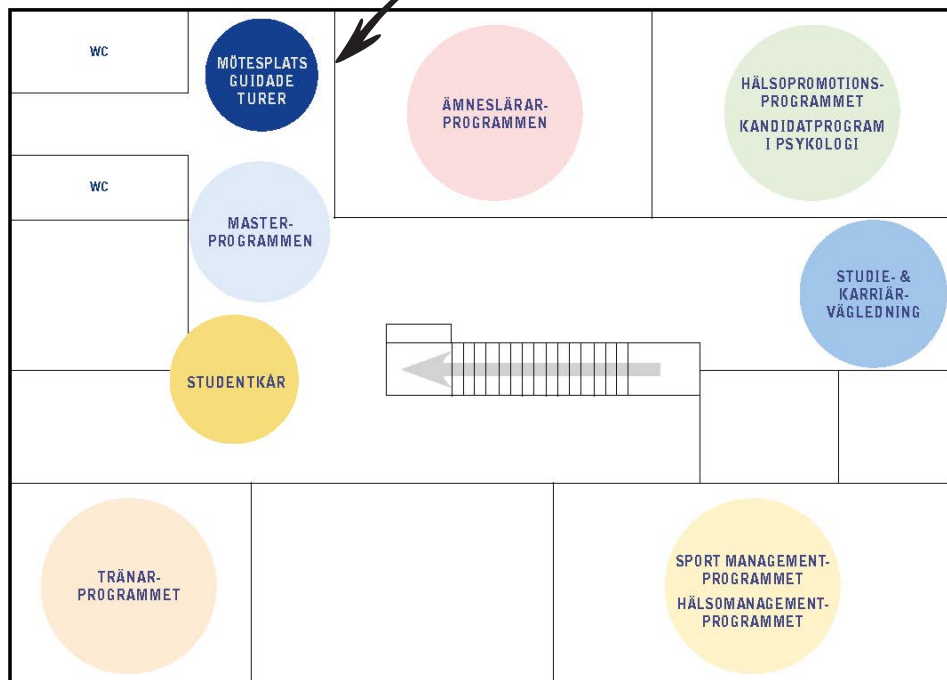 WC
MÖTESPLATS
GUIDADE
TURER
ÄMNESLÄRAR-
PROGRAMMEN
HÄLSOPROMOTIONS-
PROGRAMMET
KANDIDATPROGRAM
I PSYKOLOGI
WC
MASTER-
PROGRAMMEN
STUDIE- &
KARRIÄR-
VÄGLEDNING
STUDENTKÅR
TRÄNAR-
PROGRAMMET
SPORT MANAGEMENT-
PROGRAMMET
HÄLSOMANAGEMENT-
PROGRAMMET